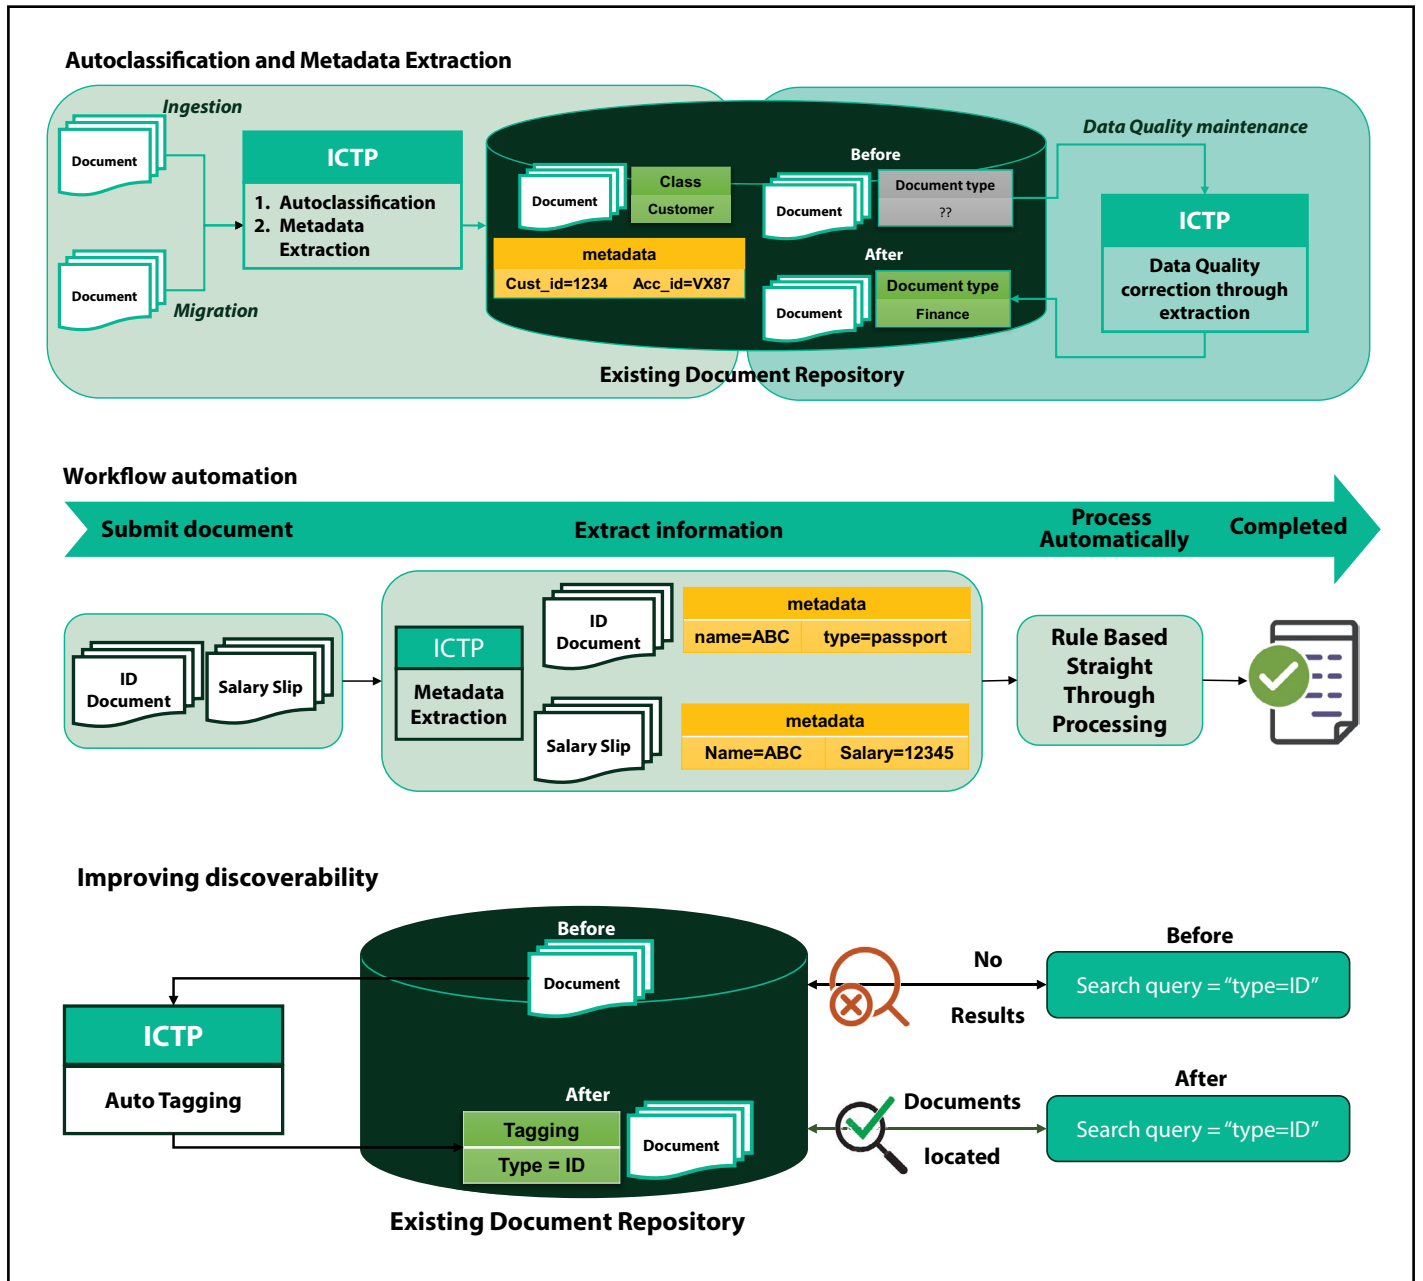 Autoclassification and Metadata Extraction
Ingestion
Document
Document
Migration
ICTP
1. Autoclassification
2. Metadata
Extraction
Document
Class
Customer
metadata
Cust_id=1234 Acc_id=VX87
Before
Document
Document type
??
After
Document
Document type
Finance
Existing Document Repository
Data Quality maintenance
ICTP
Data Quality
correction through
extraction
Workflow automation
Submit document
Extract information
Process
Automatically
Completed
ID
Document
Salary Slip
ICTP
Metadata
Extraction
ID
Document
metadata
name=ABC type=passport
Salary Slip
metadata
Name=ABC Salary=12345
Rule Based
Straight
Through
Processing
Improving discoverability
Before
Document
ICTP
Auto Tagging
After
Tagging
Type = ID
Document
Existing Document Repository
No
Results
Before
Search query = “type=ID”
Documents
located
After
Search query = “type=ID”